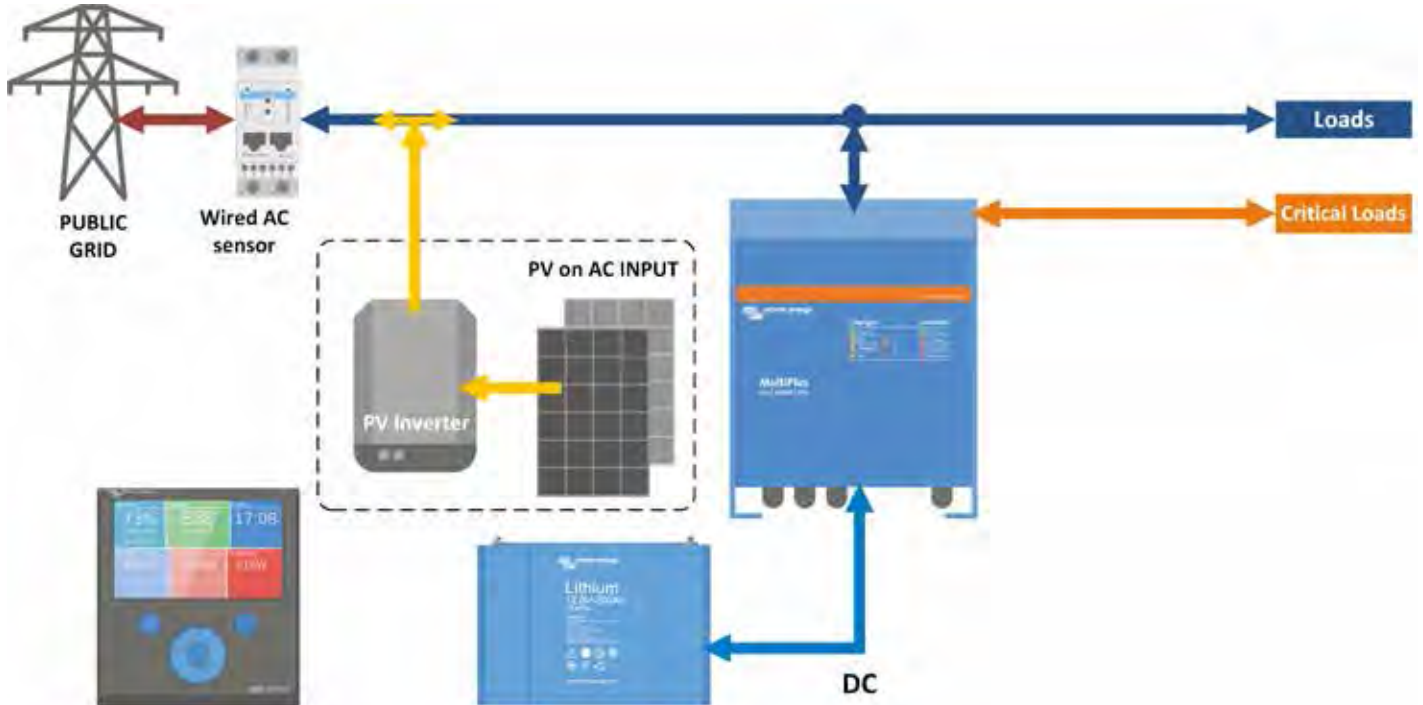 PUBLIC
GRID
Wired AC
sensor
Loads
Critical Loads
PV on AC INPUT
PV Inverter
MultiPlus
17:08
Lithium
DC